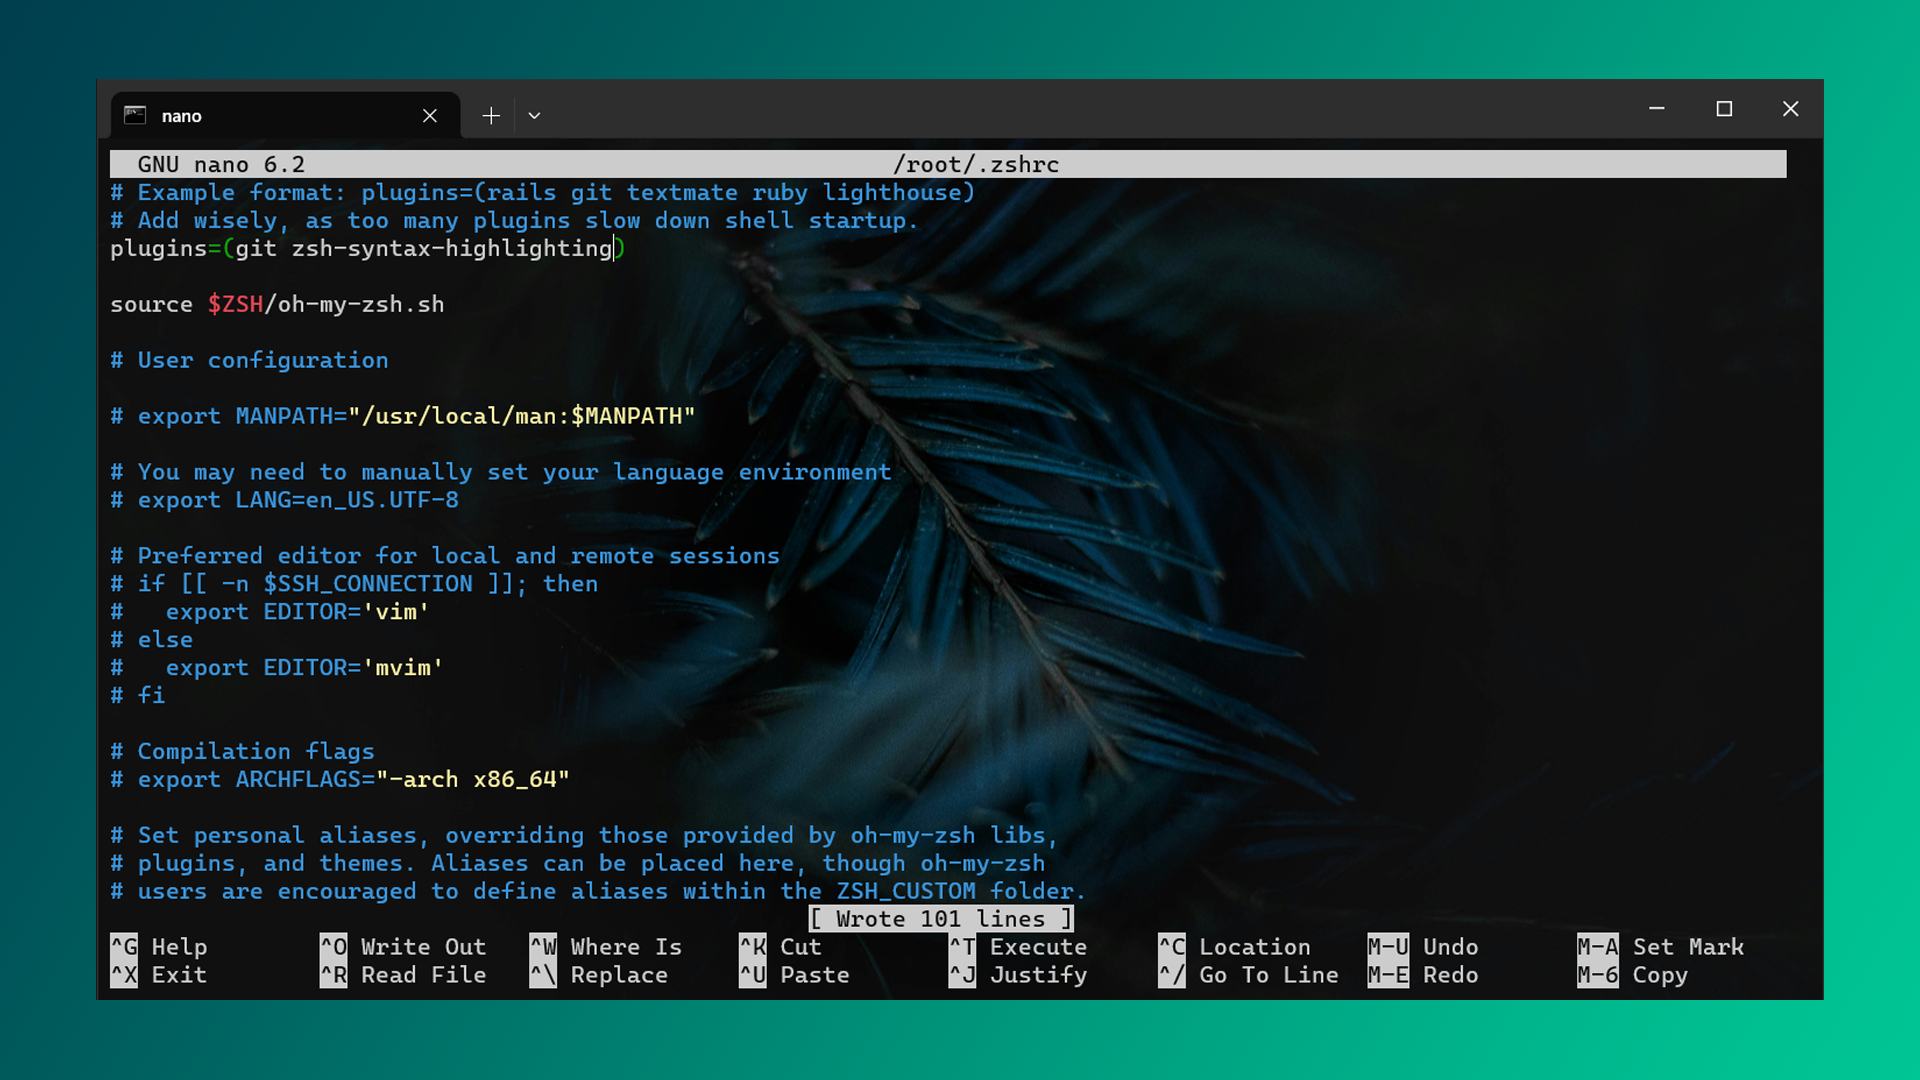 nano
GNU nano 6.2 /root/.zshrc
# Example format: plugins=(rails git textmate ruby lighthouse)
# Add wisely, as too many plugins slow down shell startup.
plugins=(git zsh-syntax-highlighting)
source $ZSH/oh-my-zsh.sh
# User configuration
# export MANPATH="/usr/local/man:$MANPATH"
# You may need to manually set your language environment
# export LANG=en_US.UTF-8
# Preferred editor for local and remote sessions
# if [[ -n $SSH_CONNECTION ]]; then
#   export EDITOR='vim'
# else
#   export EDITOR='mvim'
# fi
# Compilation flags
# export ARCHFLAGS="-arch x86_64"
# Set personal aliases, overriding those provided by oh-my-zsh libs,
# plugins, and themes. Aliases can be placed here, though oh-my-zsh
# users are encouraged to define aliases within the ZSH_CUSTOM folder.
[ Wrote 101 lines ]
^G Help ^O Write Out ^W Where Is ^K Cut ^T Execute ^C Location M-U Undo M-A Set Mark
^X Exit ^R Read File ^\ Replace ^U Paste ^J Justify ^/ Go To Line M-E Redo M-6 Copy